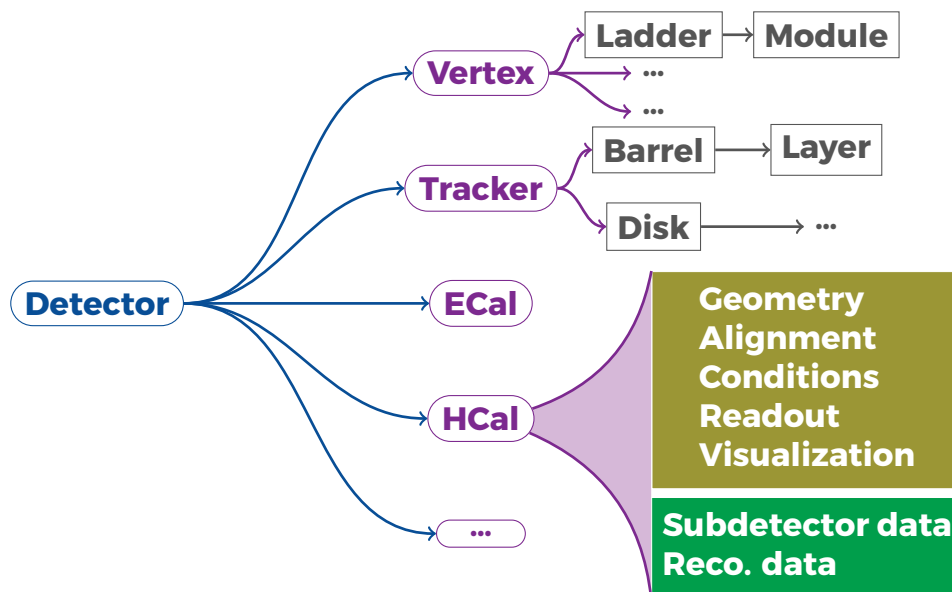 Ladder
Module
Vertex
...
...
Barrel
Layer
Tracker
Disk
...
Detector
ECal
Geometry
Alignment
Conditions
Readout
Visualization
HCal
...
Subdetector data
Reco. data